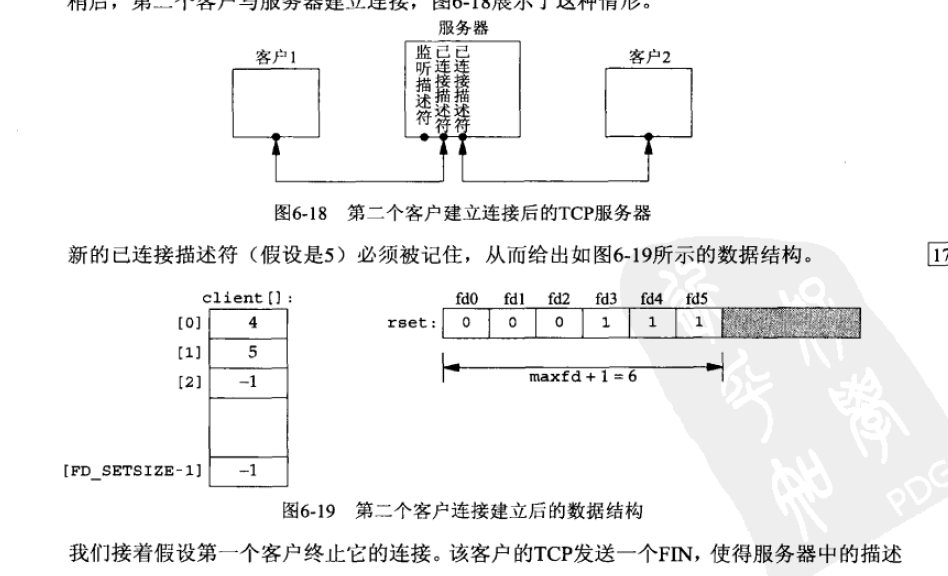 稍后，第二个客户与服务器建立连接，图6-18展示了这种情形。
服务器
客户1
监听描述符
已连接描述符
已连接描述符
客户2
图6-18 第二个客户建立连接后的TCP服务器
新的已连接描述符（假设是5）必须被记住，从而给出如图6-19所示的数据结构。
17
client[]:
[0] 4
[1] 5
[2] −1
[FD_SETSIZE-1] −1
fd0 fd1 fd2 fd3 fd4 fd5
rset: 0 0 0 1 1 1
maxfd + 1 = 6
图6-19 第二个客户连接建立后的数据结构
PDG
我们接着假设第一个客户终止它的连接。该客户的TCP发送一个FIN，使得服务器中的描述